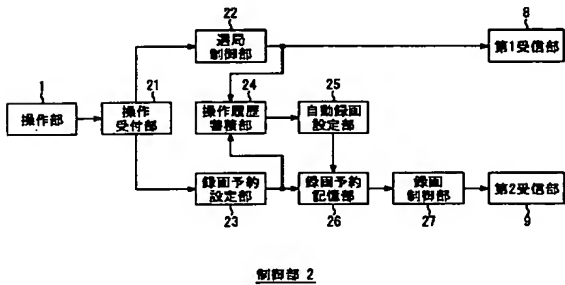 22
8
選局
制御部
第1受信部
1
21
24
25
操作部
操作
受付部
操作履歴
蓄積部
自動録画
設定部
録画予約
設定部
録画予約
記憶部
録画
制御部
第2受信部
23
26
27
9
制御部 2